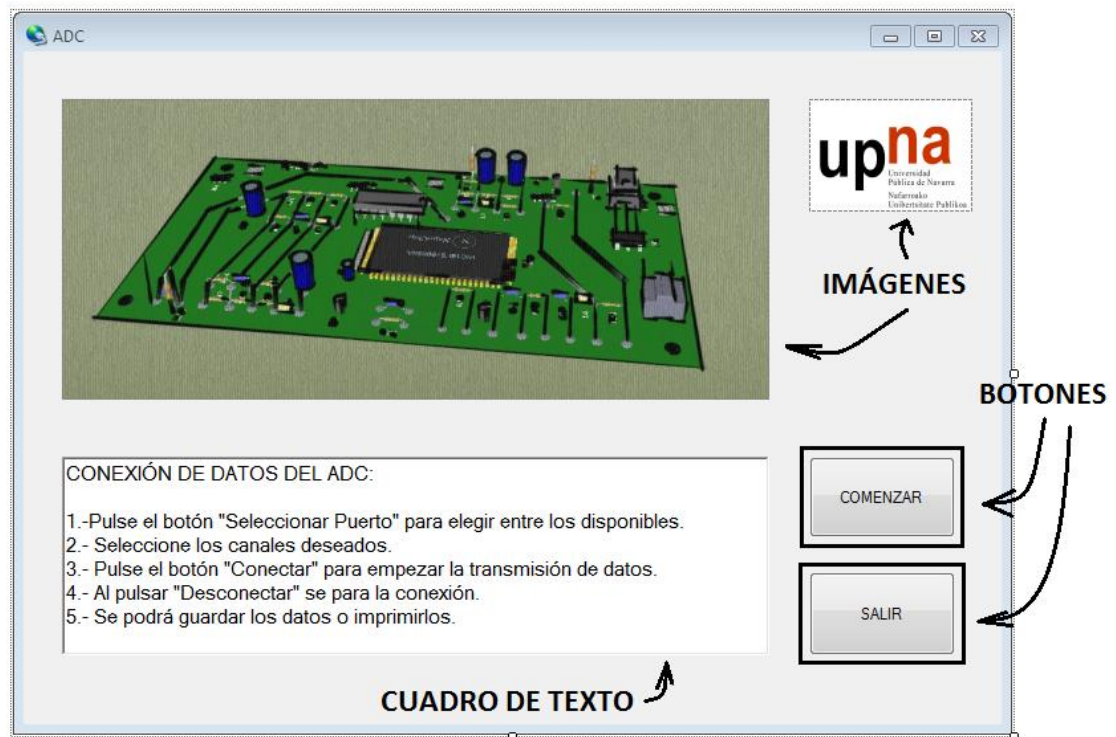 ADC
upna
Universidad
Pública de Navarra
Nafarroako
Unibertsitate Publikoa
IMÁGENES
BOTONES
CONEXIÓN DE DATOS DEL ADC:
1.-Pulse el botón "Seleccionar Puerto" para elegir entre los disponibles.
2.- Seleccione los canales deseados.
3.- Pulse el botón "Conectar" para empezar la transmisión de datos.
4.- Al pulsar "Desconectar" se para la conexión.
5.- Se podrá guardar los datos o imprimirlos.
COMENZAR
SALIR
CUADRO DE TEXTO